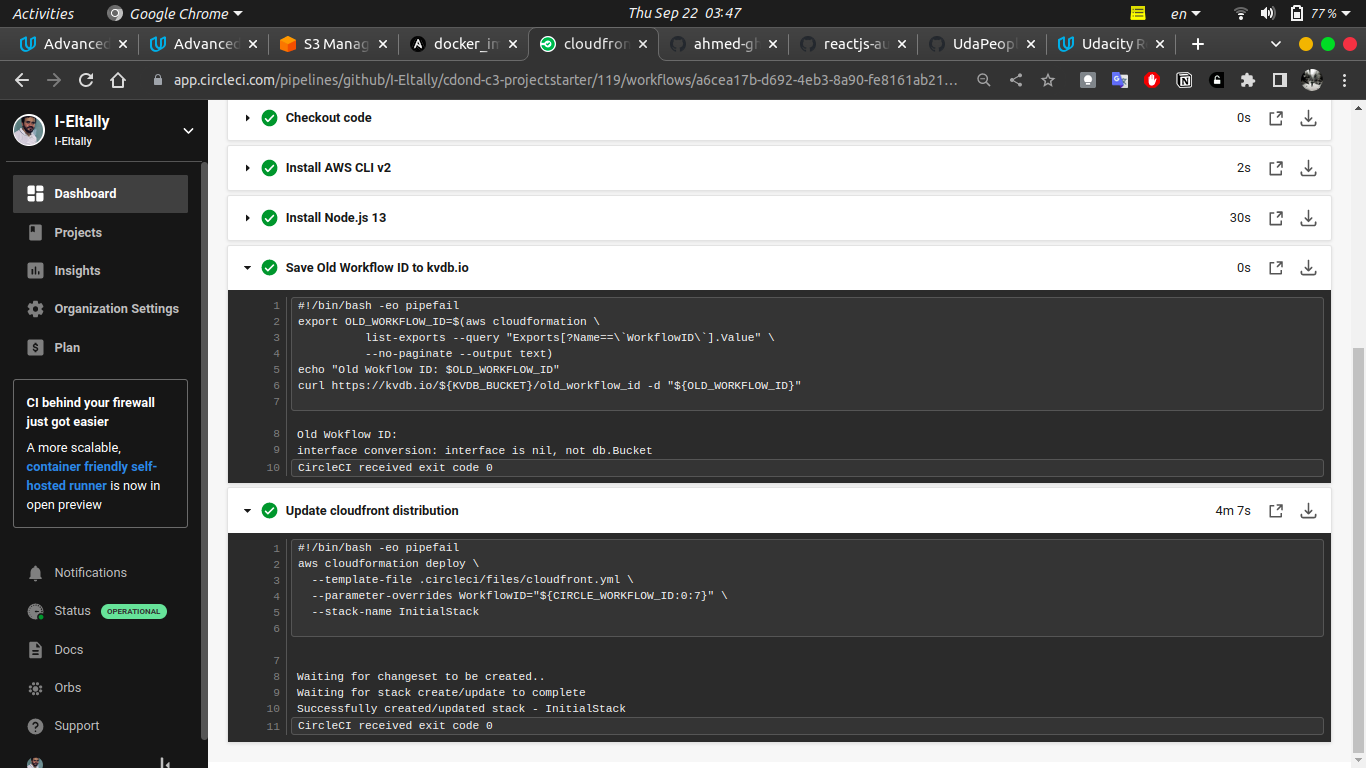 Activities
Google Chrome
Thu Sep 22 03:47
en
77 %
Advanced
Advanced
S3 Manag
docker_im
cloudfron
ahmed-gh
reactjs-au
UdaPeopl
Udacity R
app.circleci.com/pipelines/github/I-Eltally/cdond-c3-projectstarter/119/workflows/a6cea17b-d692-4eb3-8a90-fe8161ab21...
I-Eltally
I-Eltally
Dashboard
Projects
Insights
Organization Settings
Plan
CI behind your firewall
just got easier
A more scalable,
container friendly self-
hosted runner is now in
open preview
Notifications
Status OPERATIONAL
Docs
Orbs
Support
Checkout code 0s
Install AWS CLI v2 2s
Install Node.js 13 30s
Save Old Workflow ID to kvdb.io 0s
1 #!/bin/bash -eo pipefail
2 export OLD_WORKFLOW_ID=$(aws cloudformation \
3 list-exports --query "Exports[?Name==\`WorkflowID\`].Value" \
4 --no-paginate --output text)
5 echo "Old Wokflow ID: $OLD_WORKFLOW_ID"
6 curl https://kvdb.io/${KVDB_BUCKET}/old_workflow_id -d "${OLD_WORKFLOW_ID}"
7
8 Old Wokflow ID:
9 interface conversion: interface is nil, not db.Bucket
10 CircleCI received exit code 0
Update cloudfront distribution 4m 7s
1 #!/bin/bash -eo pipefail
2 aws cloudformation deploy \
3 --template-file .circleci/files/cloudfront.yml \
4 --parameter-overrides WorkflowID="${CIRCLE_WORKFLOW_ID:0:7}" \
5 --stack-name InitialStack
6
7
8 Waiting for changeset to be created..
9 Waiting for stack create/update to complete
10 Successfully created/updated stack - InitialStack
11 CircleCI received exit code 0